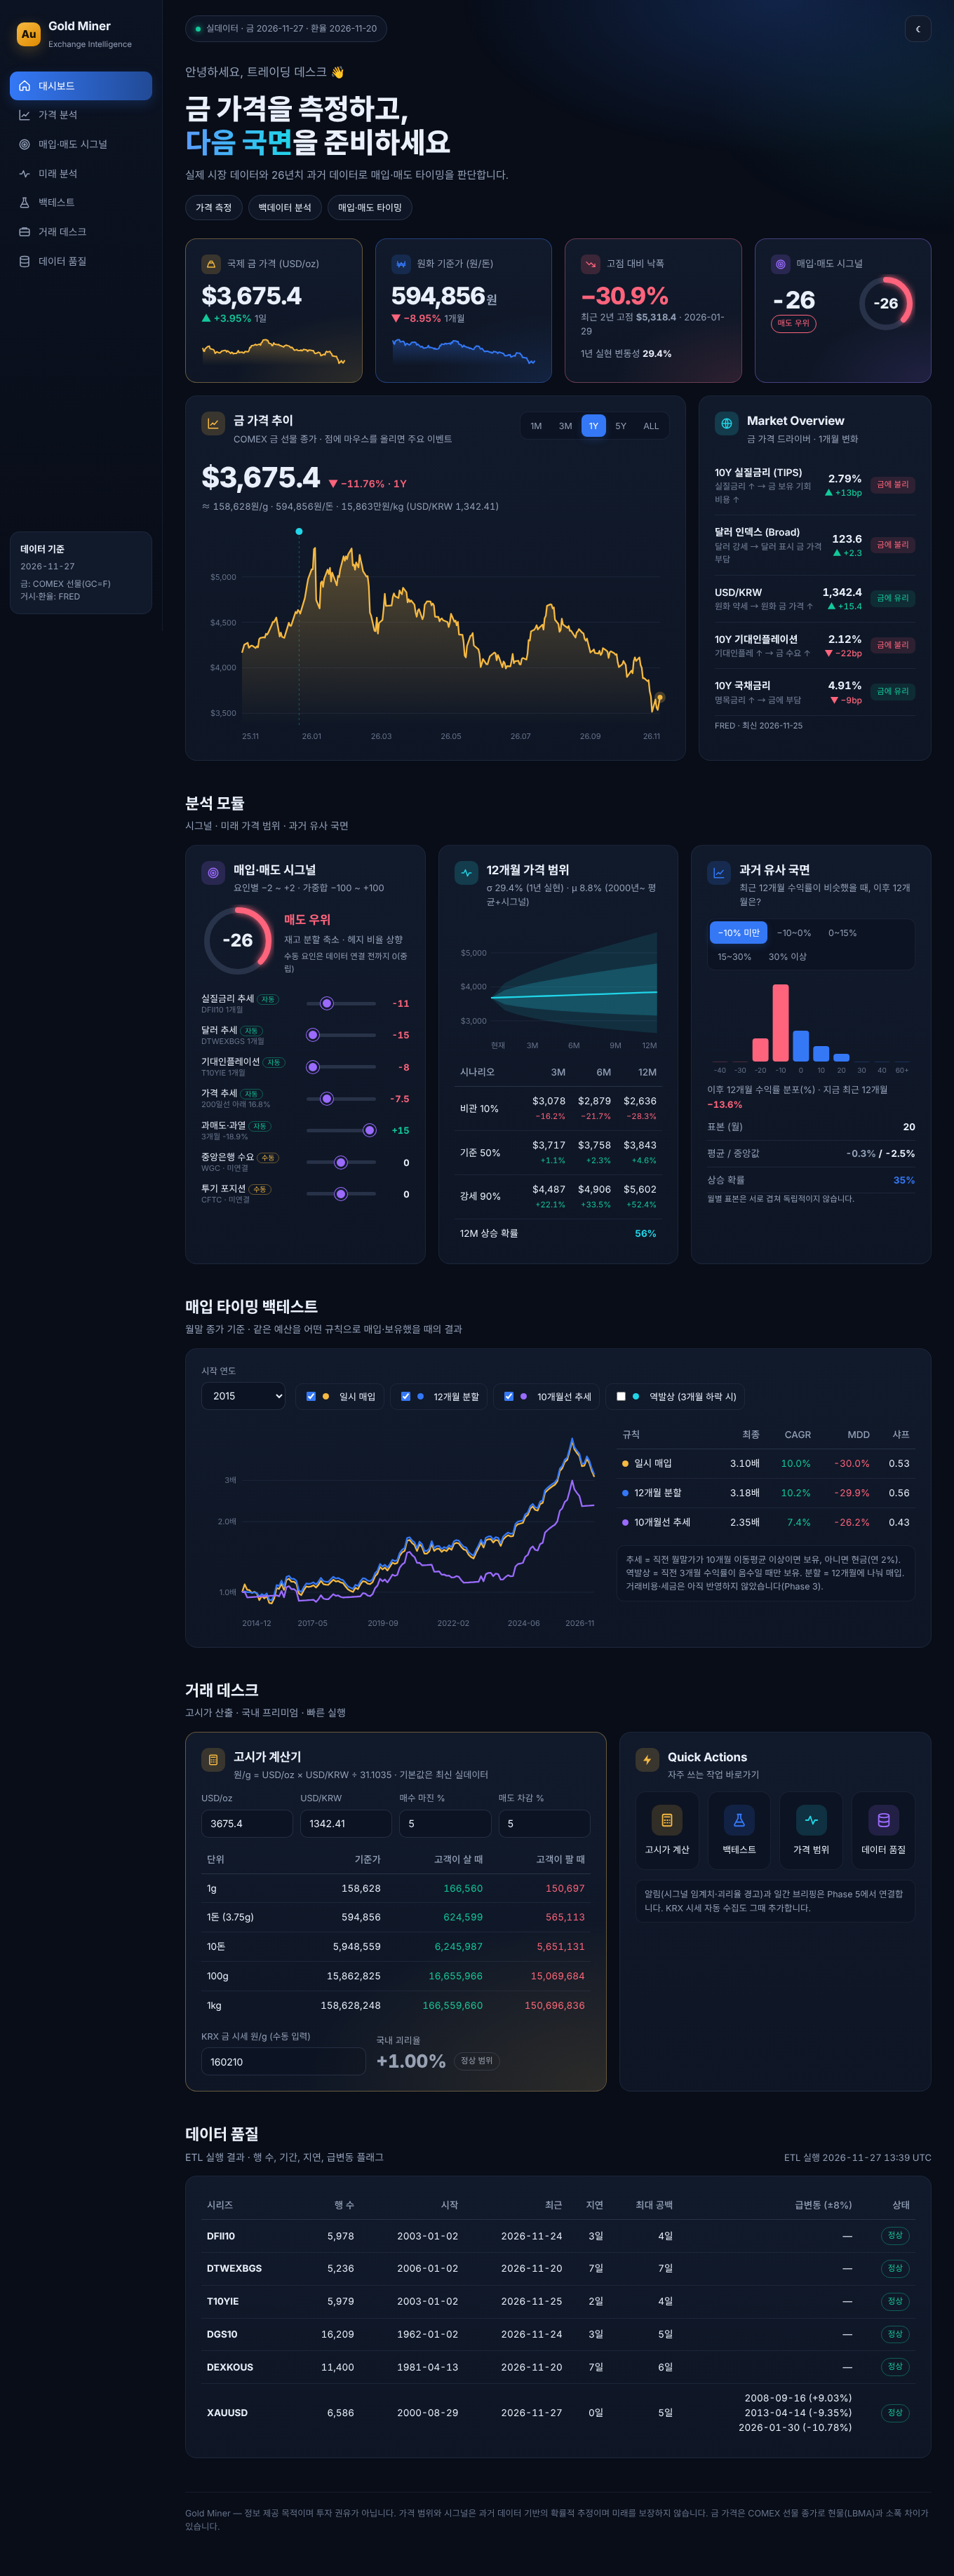 Au
Gold Miner
Exchange Intelligence
대시보드
가격 분석
매입·매도 시그널
미래 분석
백테스트
거래 데스크
데이터 품질
데이터 기준
2026-11-27
금: COMEX 선물(GC=F)
거시·환율: FRED
실데이터 · 금 2026-11-27 · 환율 2026-11-20
안녕하세요, 트레이딩 데스크 👋
금 가격을 측정하고,
다음 국면을 준비하세요
실제 시장 데이터와 26년치 과거 데이터로 매입·매도 타이밍을 판단합니다.
가격 측정 백데이터 분석 매입·매도 타이밍
국제 금 가격 (USD/oz)
$3,675.4
▲ +3.95% 1일
원화 기준가 (원/돈)
594,856원
▼ −8.95% 1개월
고점 대비 낙폭
−30.9%
최근 2년 고점 $5,318.4 · 2026-01-
29
1년 실현 변동성 29.4%
매입·매도 시그널
-26
매도 우위
-26
금 가격 추이
COMEX 금 선물 종가 · 점에 마우스를 올리면 주요 이벤트
1M 3M 1Y 5Y ALL
$3,675.4 ▼ −11.76% · 1Y
≈ 158,628원/g · 594,856원/돈 · 15,863만원/kg (USD/KRW 1,342.41)
$5,000
$4,500
$4,000
$3,500
25.11 26.01 26.03 26.05 26.07 26.09 26.11
Market Overview
금 가격 드라이버 · 1개월 변화
10Y 실질금리 (TIPS)
실질금리 ↑ → 금 보유 기회
비용 ↑
2.79%
▲ +13bp
금에 불리
달러 인덱스 (Broad)
달러 강세 → 달러 표시 금 가격
부담
123.6
▲ +2.3
금에 불리
USD/KRW
원화 약세 → 원화 금 가격 ↑
1,342.4
▲ +15.4
금에 유리
10Y 기대인플레이션
기대인플레 ↑ → 금 수요 ↑
2.12%
▼ −22bp
금에 불리
10Y 국채금리
명목금리 ↑ → 금에 부담
4.91%
▼ −9bp
금에 유리
FRED · 최신 2026-11-25
분석 모듈
시그널 · 미래 가격 범위 · 과거 유사 국면
매입·매도 시그널
요인별 −2 ~ +2 · 가중합 −100 ~ +100
-26
매도 우위
재고 분할 축소 · 헤지 비율 상향
수동 요인은 데이터 연결 전까지 0(중
립)
실질금리 추세 자동
DFII10 1개월
-11
달러 추세 자동
DTWEXBGS 1개월
-15
기대인플레이션 자동
T10YIE 1개월
-8
가격 추세 자동
200일선 아래 16.8%
-7.5
과매도·과열 자동
3개월 -18.9%
+15
중앙은행 수요 수동
WGC · 미연결
0
투기 포지션 수동
CFTC · 미연결
0
12개월 가격 범위
σ 29.4% (1년 실현) · μ 8.8% (2000년~ 평
균+시그널)
$5,000
$4,000
$3,000
현재 3M 6M 9M 12M
시나리오 3M 6M 12M
비관 10% $3,078 $2,879 $2,636
−16.2% −21.7% −28.3%
기준 50% $3,717 $3,758 $3,843
+1.1% +2.3% +4.6%
강세 90% $4,487 $4,906 $5,602
+22.1% +33.5% +52.4%
12M 상승 확률 56%
과거 유사 국면
최근 12개월 수익률이 비슷했을 때, 이후 12개
월은?
−10% 미만 −10~0% 0~15%
15~30% 30% 이상
-40 -30 -20 -10 0 10 20 30 40 60+
이후 12개월 수익률 분포(%) · 지금 최근 12개월
−13.6%
표본 (월) 20
평균 / 중앙값 -0.3% / -2.5%
상승 확률 35%
월별 표본은 서로 겹쳐 독립적이지 않습니다.
매입 타이밍 백테스트
월말 종가 기준 · 같은 예산을 어떤 규칙으로 매입·보유했을 때의 결과
시작 연도
2015
일시 매입 12개월 분할 10개월선 추세 역발상 (3개월 하락 시)
3배
2.0배
1.0배
2014-12 2017-05 2019-09 2022-02 2024-06 2026-11
규칙 최종 CAGR MDD 샤프
일시 매입 3.10배 10.0% -30.0% 0.53
12개월 분할 3.18배 10.2% -29.9% 0.56
10개월선 추세 2.35배 7.4% -26.2% 0.43
추세 = 직전 월말가가 10개월 이동평균 이상이면 보유, 아니면 현금(연 2%).
역발상 = 직전 3개월 수익률이 음수일 때만 보유. 분할 = 12개월에 나눠 매입.
거래비용·세금은 아직 반영하지 않았습니다(Phase 3).
거래 데스크
고시가 산출 · 국내 프리미엄 · 빠른 실행
고시가 계산기
원/g = USD/oz × USD/KRW ÷ 31.1035 · 기본값은 최신 실데이터
USD/oz USD/KRW 매수 마진 % 매도 차감 %
3675.4 1342.41 5 5
단위 기준가 고객이 살 때 고객이 팔 때
1g 158,628 166,560 150,697
1돈 (3.75g) 594,856 624,599 565,113
10돈 5,948,559 6,245,987 5,651,131
100g 15,862,825 16,655,966 15,069,684
1kg 158,628,248 166,559,660 150,696,836
KRX 금 시세 원/g (수동 입력)
160210
국내 괴리율
+1.00% 정상 범위
Quick Actions
자주 쓰는 작업 바로가기
고시가 계산 백테스트 가격 범위 데이터 품질
알림(시그널 임계치·괴리율 경고)과 일간 브리핑은 Phase 5에서 연결합
니다. KRX 시세 자동 수집도 그때 추가합니다.
데이터 품질
ETL 실행 결과 · 행 수, 기간, 지연, 급변동 플래그
ETL 실행 2026-11-27 13:39 UTC
시리즈 행 수 시작 최근 지연 최대 공백 급변동 (±8%) 상태
DFII10 5,978 2003-01-02 2026-11-24 3일 4일 — 정상
DTWEXBGS 5,236 2006-01-02 2026-11-20 7일 7일 — 정상
T10YIE 5,979 2003-01-02 2026-11-25 2일 4일 — 정상
DGS10 16,209 1962-01-02 2026-11-24 3일 5일 — 정상
DEXKOUS 11,400 1981-04-13 2026-11-20 7일 6일 — 정상
XAUUSD 6,586 2000-08-29 2026-11-27 0일 5일 2008-09-16 (+9.03%) 정상
2013-04-14 (-9.35%)
2026-01-30 (-10.78%)
Gold Miner — 정보 제공 목적이며 투자 권유가 아닙니다. 가격 범위와 시그널은 과거 데이터 기반의 확률적 추정이며 미래를 보장하지 않습니다. 금 가격은 COMEX 선물 종가로 현물(LBMA)과 소폭 차이가
있습니다.